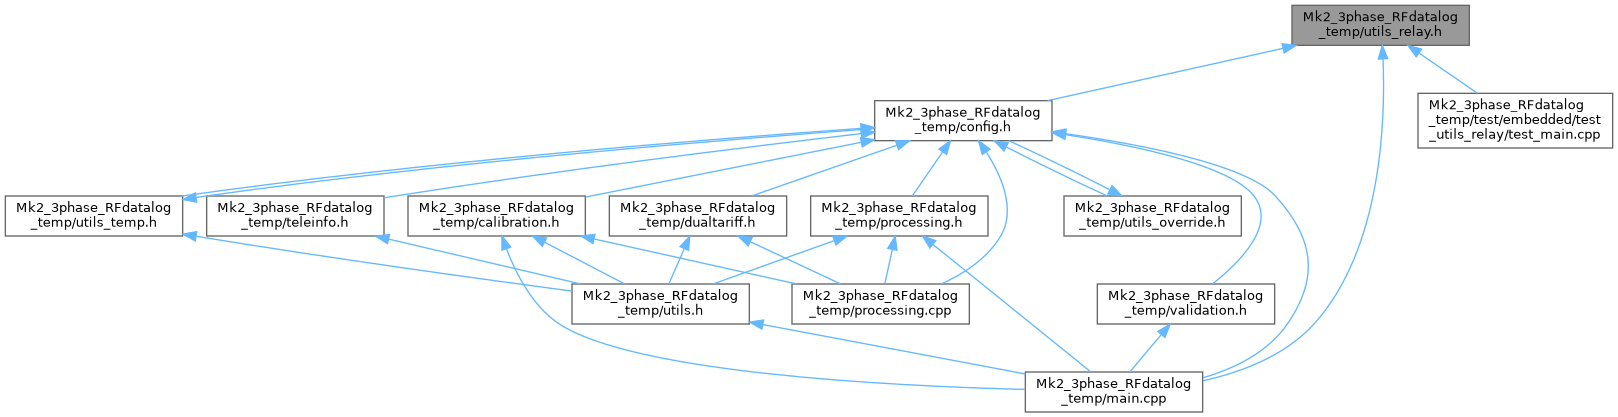 Mk2_3phase_RFdatalog
_temp/utils_relay.h
Mk2_3phase_RFdatalog
_temp/config.h
Mk2_3phase_RFdatalog
_temp/test/embedded/test
_utils_relay/test_main.cpp
Mk2_3phase_RFdatalog
_temp/utils_temp.h
Mk2_3phase_RFdatalog
_temp/teleinfo.h
Mk2_3phase_RFdatalog
_temp/calibration.h
Mk2_3phase_RFdatalog
_temp/dualtariff.h
Mk2_3phase_RFdatalog
_temp/processing.h
Mk2_3phase_RFdatalog
_temp/utils_override.h
Mk2_3phase_RFdatalog
_temp/utils.h
Mk2_3phase_RFdatalog
_temp/processing.cpp
Mk2_3phase_RFdatalog
_temp/validation.h
Mk2_3phase_RFdatalog
_temp/main.cpp